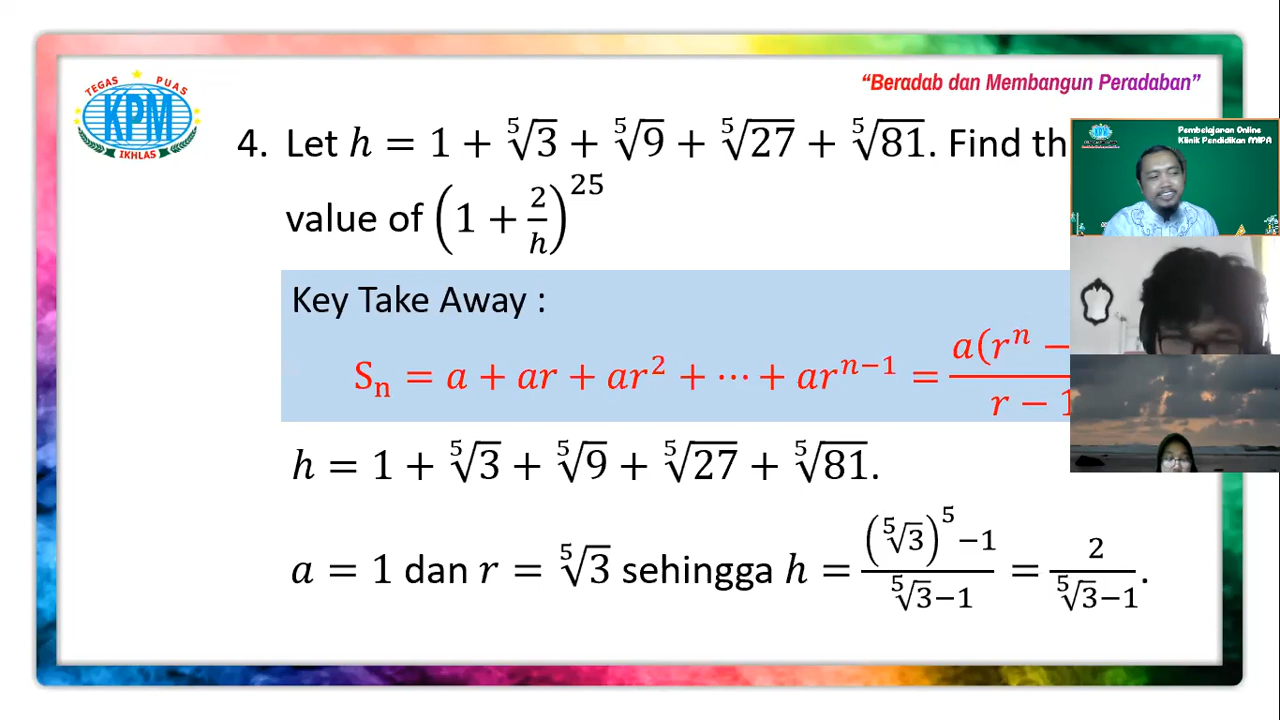 TEGAS PUAS
KPM
IKHLAS
“Beradab dan Membangun Peradaban”
4. Let h = 1 + ⁵√3 + ⁵√9 + ⁵√27 + ⁵√81. Find th
value of (1 + 2/h)²⁵
Pembelajaran Online
Klinik Pendidikan MIPA
Key Take Away :
Sₙ = a + ar + ar² + ⋯ + arⁿ⁻¹ = a(rⁿ − / r − 1
h = 1 + ⁵√3 + ⁵√9 + ⁵√27 + ⁵√81.
a = 1 dan r = ⁵√3 sehingga h = (⁵√3)⁵−1 / ⁵√3−1 = 2 / ⁵√3−1.